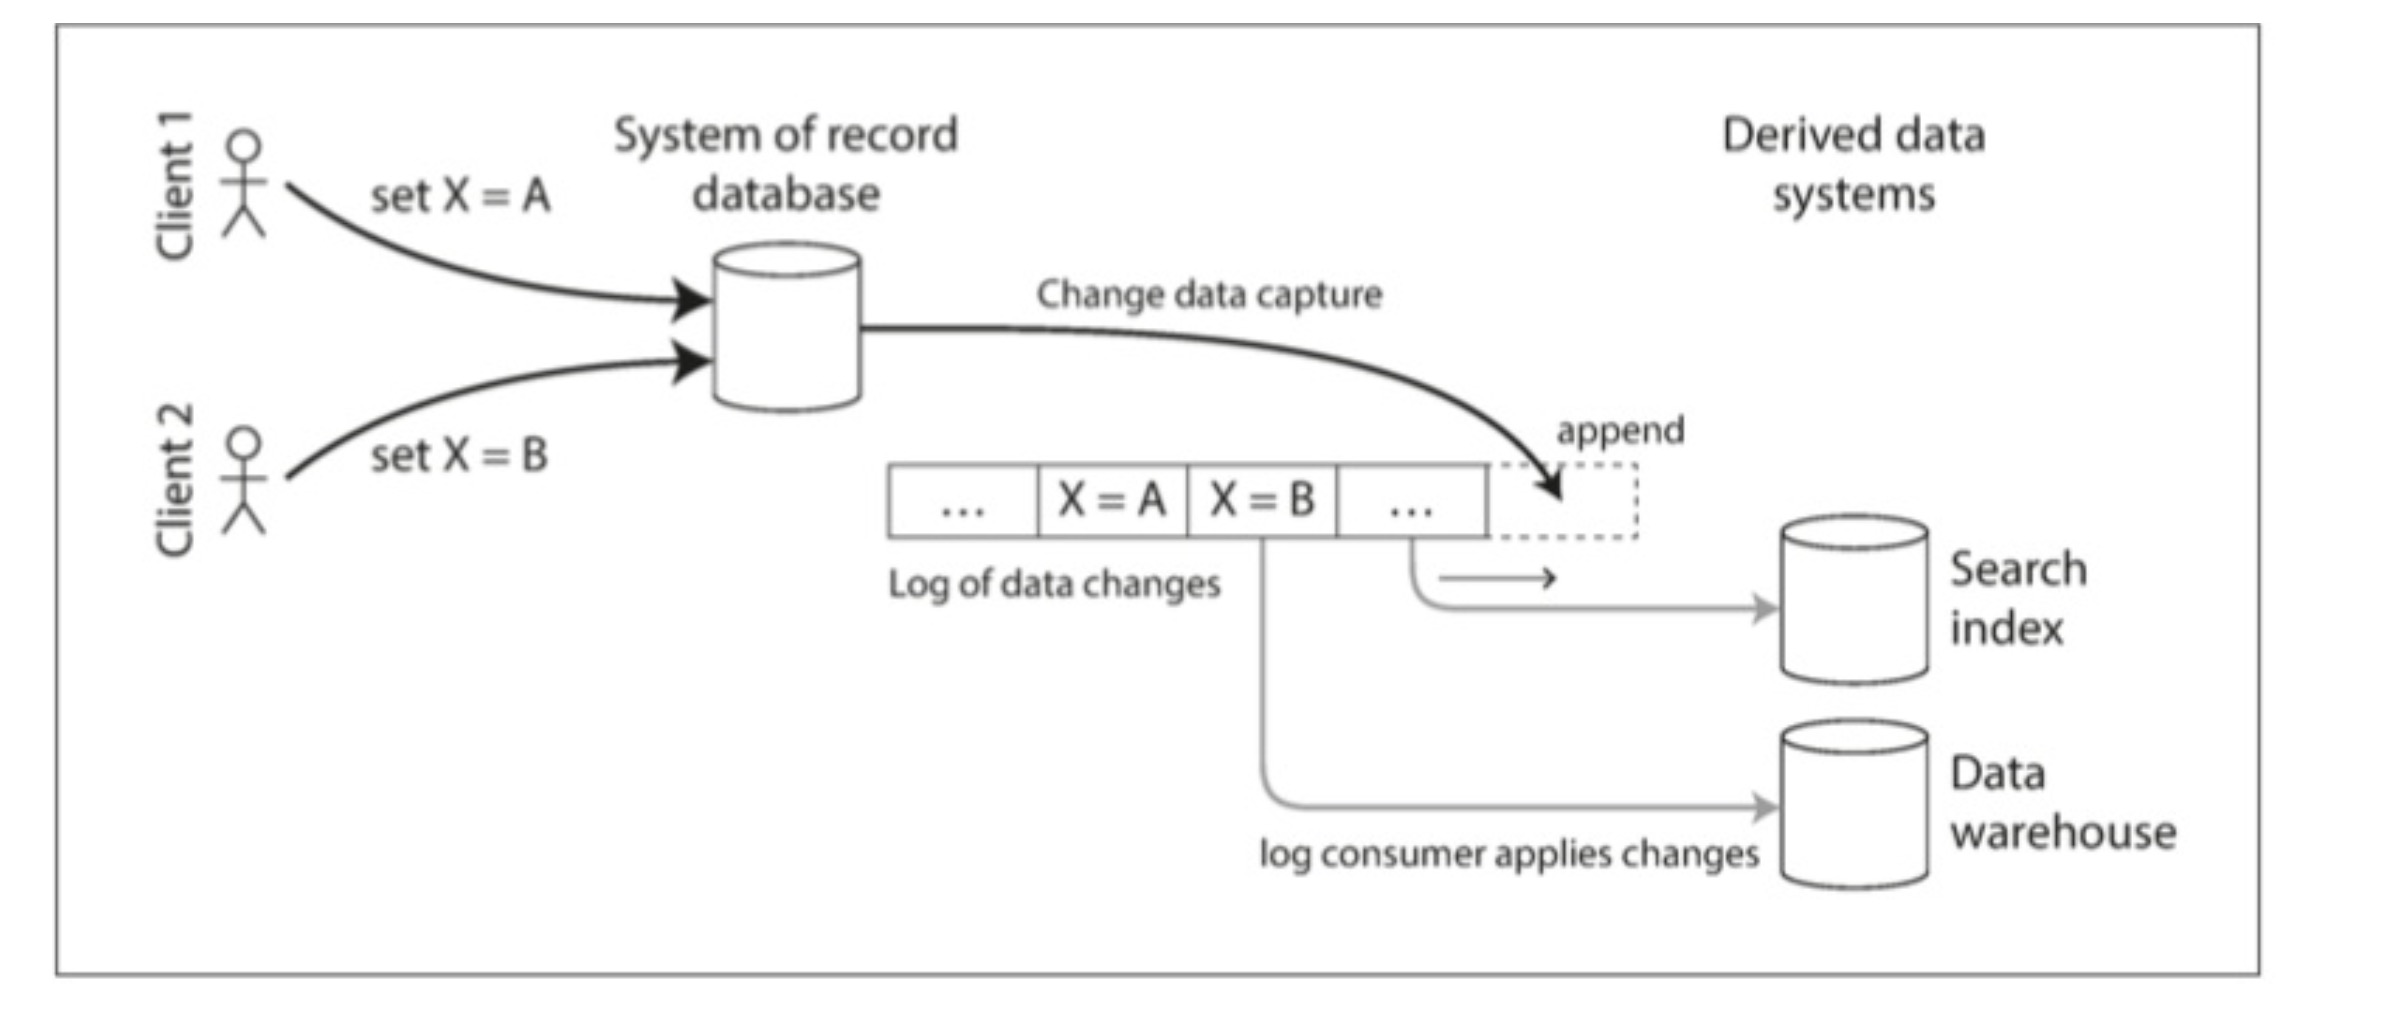 Client 1
set X = A
System of record
database
Derived data
systems
Change data capture
Client 2
set X = B
append
... X = A X = B ...
Log of data changes
Search
index
Data
warehouse
log consumer applies changes